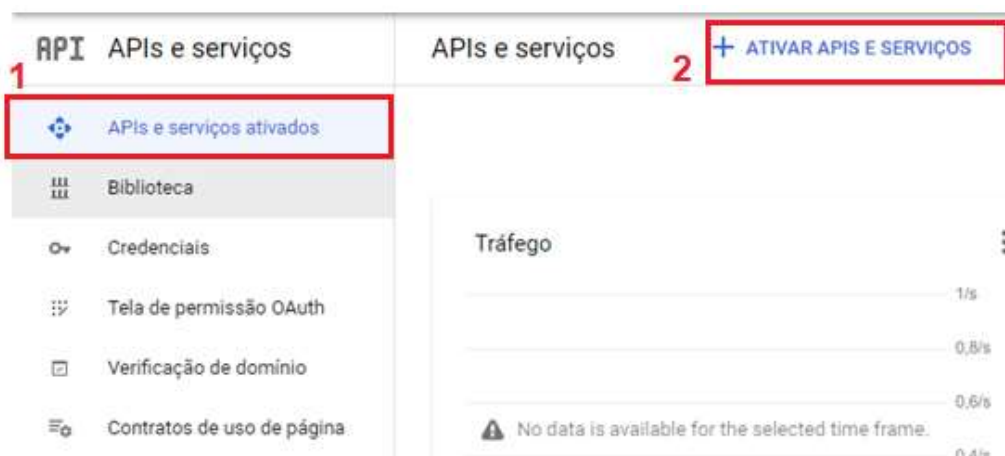 API APIs e serviços
APIs e serviços
2 + ATIVAR APIS E SERVIÇOS
1
APIs e serviços ativados
Biblioteca
Credenciais
Tela de permissão OAuth
Verificação de domínio
Contratos de uso de página
Tráfego
1/s
0,8/s
0,6/s
No data is available for the selected time frame.
0,4/s